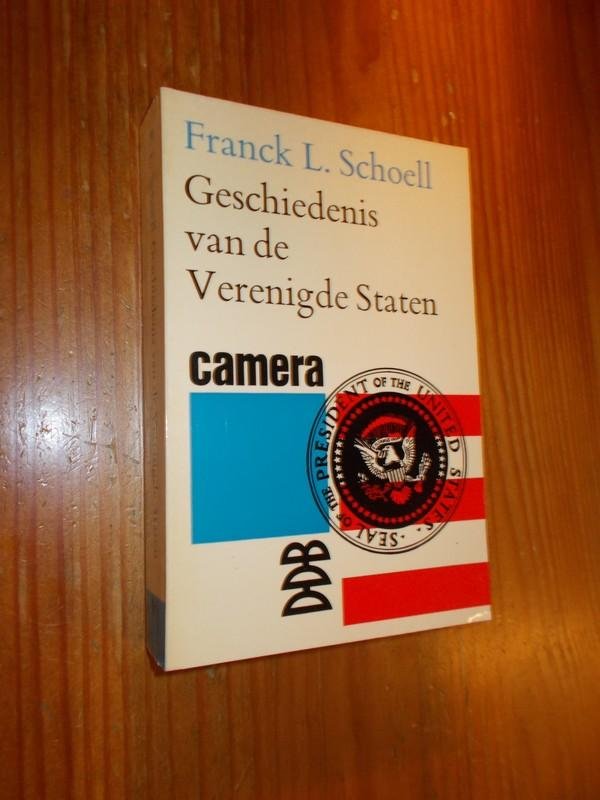 Franck L. Schoell
Geschiedenis
van de
Verenigde Staten
camera
SEAL OF THE PRESIDENT OF THE UNITED STATES
DDB